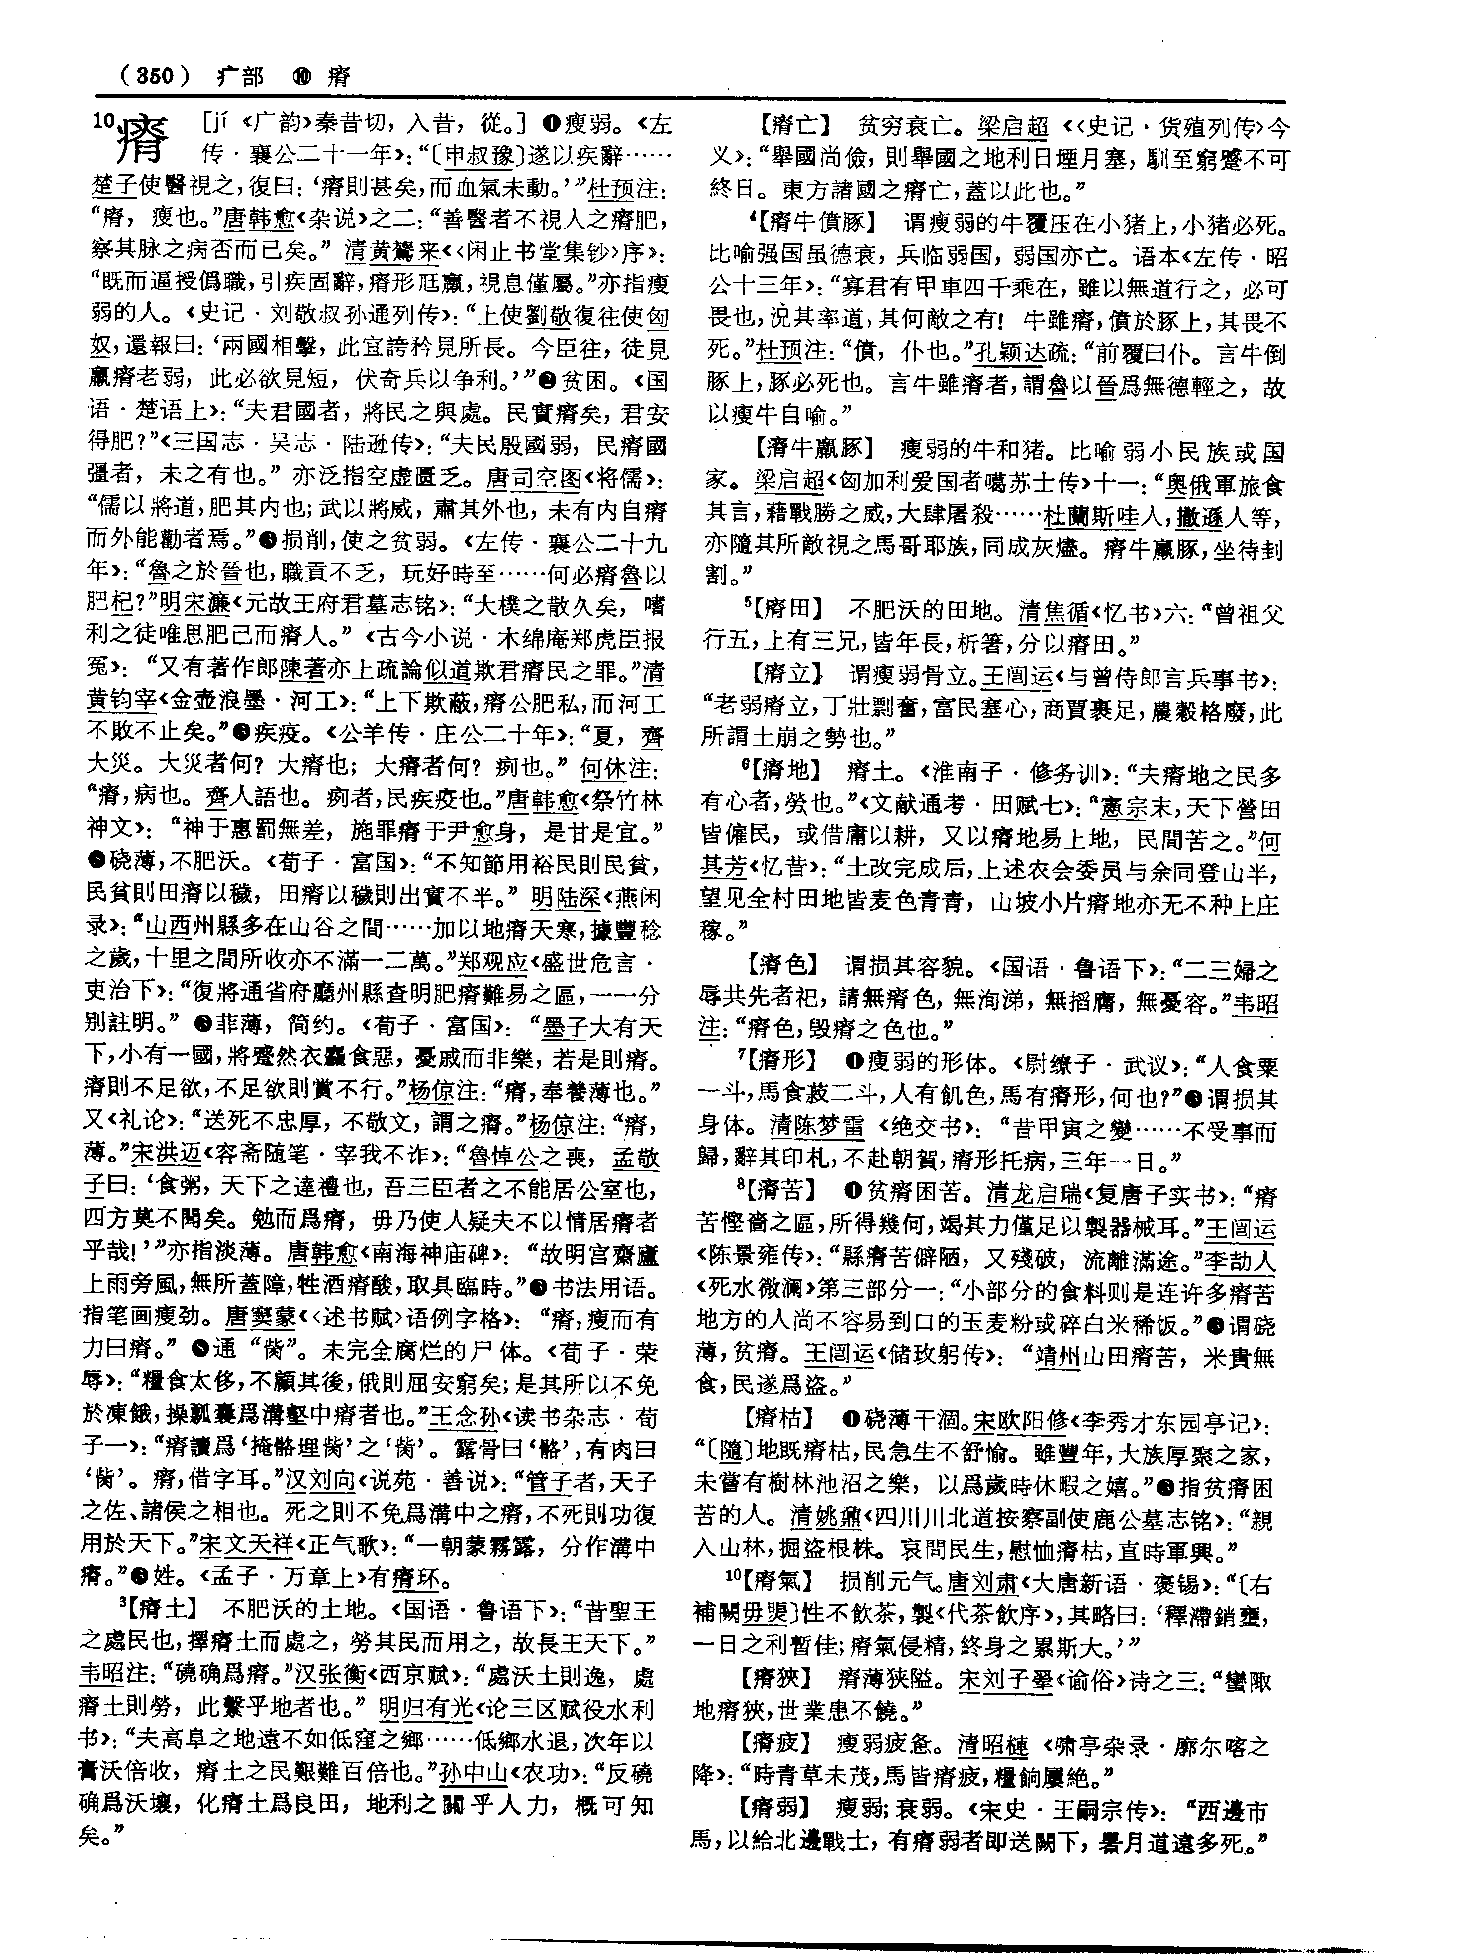 （350） 疒部 ⑩ 瘠
10瘠 [jí 《广韵》秦昔切，入昔，從。] ❶瘦弱。《左
传·襄公二十一年》：“〔申叔豫〕遂以疾辭……
楚子使醫視之，復曰：‘瘠則甚矣，而血氣未動。’”杜预注：
“瘠，瘦也。”唐韩愈《杂说》之二：“善醫者不視人之瘠肥，
察其脉之病否而已矣。” 清黄鷟来《〈闲止书堂集钞〉序》：
“既而逼授僞職，引疾固辭，瘠形尫羸，視息僅屬。”亦指瘦
弱的人。《史记·刘敬叔孙通列传》：“上使劉敬復往使匈
奴，還報曰：‘兩國相擊，此宜誇矜見所長。今臣往，徒見
羸瘠老弱，此必欲見短，伏奇兵以争利。’”❷贫困。《国
语·楚语上》：“夫君國者，將民之與處。民實瘠矣，君安
得肥？”《三国志·吴志·陆逊传》：“夫民殷國弱，民瘠國
彊者，未之有也。” 亦泛指空虚匮乏。唐司空图《将儒》：
“儒以將道，肥其内也；武以將威，肅其外也，未有内自瘠
而外能勸者焉。”❸损削，使之贫弱。《左传·襄公二十九
年》：“魯之於晉也，職貢不乏，玩好時至……何必瘠魯以
肥杞？”明宋濂《元故王府君墓志铭》：“大樸之散久矣，嗜
利之徒唯思肥己而瘠人。” 《古今小说·木绵庵郑虎臣报
冤》：“又有著作郎陳著亦上疏論似道欺君瘠民之罪。”清
黄钧宰《金壶浪墨·河工》：“上下欺蔽，瘠公肥私，而河工
不敗不止矣。”❹疾疫。《公羊传·庄公二十年》：“夏，齊
大災。大災者何？大瘠也；大瘠者何？㾐也。” 何休注：
“瘠，病也。齊人語也。㾐者，民疾疫也。”唐韩愈《祭竹林
神文》：“神于惠罰無差，施罪瘠于尹愈身，是甘是宜。”
❺硗薄，不肥沃。《荀子·富国》：“不知節用裕民則民貧，
民貧則田瘠以穢，田瘠以穢則出實不半。” 明陆深《燕闲
录》：“山西州縣多在山谷之間……加以地瘠天寒，據豐稔
之歲，十里之間所收亦不滿一二萬。”郑观应《盛世危言·
吏治下》：“復將通省府廳州縣查明肥瘠難易之區，一一分
别註明。” ❻菲薄，简约。《荀子·富国》：“墨子大有天
下，小有一國，將蹙然衣麤食惡，憂戚而非樂，若是則瘠。
瘠則不足欲，不足欲則賞不行。”杨倞注：“瘠，奉養薄也。”
又《礼论》：“送死不忠厚，不敬文，謂之瘠。”杨倞注：“瘠，
薄。”宋洪迈《容斋随笔·宰我不诈》：“魯悼公之喪，孟敬
子曰：‘食粥，天下之達禮也，吾三臣者之不能居公室也，
四方莫不聞矣。勉而爲瘠，毋乃使人疑夫不以情居瘠者
乎哉！’”亦指淡薄。唐韩愈《南海神庙碑》：“故明宫齋廬
上雨旁風，無所蓋障，牲酒瘠酸，取具臨時。”❼书法用语。
指笔画瘦劲。唐窦蒙《〈述书赋〉语例字格》：“瘠，瘦而有
力曰瘠。” ❽通“胔”。未完全腐烂的尸体。《荀子·荣
辱》：“糧食太侈，不顧其後，俄則屈安窮矣；是其所以不免
於凍餓，操瓢囊爲溝壑中瘠者也。”王念孙《读书杂志·荀
子一》：“瘠讀爲‘掩骼埋胔’之‘胔’。露骨曰‘骼’，有肉曰
‘胔’。瘠，借字耳。”汉刘向《说苑·善说》：“管子者，天子
之佐、諸侯之相也。死之則不免爲溝中之瘠，不死則功復
用於天下。”宋文天祥《正气歌》：“一朝蒙霧露，分作溝中
瘠。”❾姓。《孟子·万章上》有瘠环。
3【瘠土】 不肥沃的土地。《国语·鲁语下》：“昔聖王
之處民也，擇瘠土而處之，勞其民而用之，故長王天下。”
韦昭注：“磽确爲瘠。”汉张衡《西京赋》：“處沃土則逸，處
瘠土則勞，此繫乎地者也。” 明归有光《论三区赋役水利
书》：“夫高阜之地遠不如低窪之鄉……低鄉水退，次年以
膏沃倍收，瘠土之民艱難百倍也。”孙中山《农功》：“反磽
确爲沃壤，化瘠土爲良田，地利之關乎人力，概可知
矣。”
【瘠亡】 贫穷衰亡。梁启超《〈史记·货殖列传〉今
义》：“舉國尚儉，則舉國之地利日堙月塞，馴至窮蹙不可
終日。東方諸國之瘠亡，蓋以此也。”
4【瘠牛僨豚】 谓瘦弱的牛覆压在小猪上，小猪必死。
比喻强国虽德衰，兵临弱国，弱国亦亡。语本《左传·昭
公十三年》：“寡君有甲車四千乘在，雖以無道行之，必可
畏也，況其率道，其何敵之有！牛雖瘠，僨於豚上，其畏不
死。”杜预注：“僨，仆也。”孔颖达疏：“前覆曰仆。言牛倒
豚上，豚必死也。言牛雖瘠者，謂魯以晉爲無德輕之，故
以瘦牛自喻。”
【瘠牛羸豚】 瘦弱的牛和猪。比喻弱小民族或国
家。梁启超《匈加利爱国者噶苏士传》十一：“奥俄軍旅食
其言，藉戰勝之威，大肆屠殺……杜蘭斯哇人，撒遜人等，
亦隨其所敵視之馬哥耶族，同成灰燼。瘠牛羸豚，坐待刲
割。”
5【瘠田】 不肥沃的田地。清焦循《忆书》六：“曾祖父
行五，上有三兄，皆年長，析箸，分以瘠田。”
【瘠立】 谓瘦弱骨立。王闿运《与曾侍郎言兵事书》：
“老弱瘠立，丁壯剽奮，富民塞心，商賈裹足，農穀格廢，此
所謂土崩之勢也。”
6【瘠地】 瘠土。《淮南子·修务训》：“夫瘠地之民多
有心者，勞也。”《文献通考·田赋七》：“憲宗末，天下營田
皆僱民，或借庸以耕，又以瘠地易上地，民間苦之。”何
其芳《忆昔》：“土改完成后，上述农会委员与余同登山半，
望见全村田地皆麦色青青，山坡小片瘠地亦无不种上庄
稼。”
【瘠色】 谓损其容貌。《国语·鲁语下》：“二三婦之
辱共先者祀，請無瘠色，無洵涕，無搯膺，無憂容。”韦昭
注：“瘠色，毁瘠之色也。”
7【瘠形】 ❶瘦弱的形体。《尉缭子·武议》：“人食粟
一斗，馬食菽三斗，人有飢色，馬有瘠形，何也？”❷谓损其
身体。清陈梦雷《绝交书》：“昔甲寅之變……不受事而
歸，辭其印札，不赴朝賀，瘠形托病，三年一日。”
8【瘠苦】 ❶贫瘠困苦。清龙启瑞《复唐子实书》：“瘠
苦慳嗇之區，所得幾何，竭其力僅足以製器械耳。”王闿运
《陈景雍传》：“縣瘠苦僻陋，又殘破，流離滿途。”李劼人
《死水微澜》第三部分一：“小部分的食料则是连许多瘠苦
地方的人尚不容易到口的玉麦粉或碎白米稀饭。”❷谓硗
薄，贫瘠。王闿运《储玫躬传》：“靖州山田瘠苦，米貴無
食，民遂爲盗。”
【瘠枯】 ❶硗薄干涸。宋欧阳修《李秀才东园亭记》：
“〔隨〕地既瘠枯，民急生不舒愉。雖豐年，大族厚聚之家，
未嘗有樹林池沼之樂，以爲歲時休暇之嬉。”❷指贫瘠困
苦的人。清姚鼐《四川川北道按察副使鹿公墓志铭》：“親
入山林，掘盜根株。哀問民生，慰恤瘠枯，直時軍興。”
10【瘠氣】 损削元气。唐刘肃《大唐新语·褒锡》：“〔右
補闕毋煚〕性不飲茶，製《代茶飲序》，其略曰：‘釋滯銷壅，
一日之利暫佳；瘠氣侵精，終身之累斯大。’”
【瘠狹】 瘠薄狭隘。宋刘子翚《谕俗》诗之三：“蠻陬
地瘠狹，世業患不饒。”
【瘠疲】 瘦弱疲惫。清昭槤《啸亭杂录·廓尔喀之
降》：“時青草未茂，馬皆瘠疲，糧餉屢絶。”
【瘠弱】 瘦弱；衰弱。《宋史·王嗣宗传》：“西邊市
馬，以給北邊戰士，有瘠弱者即送闕下，暑月道遠多死。”